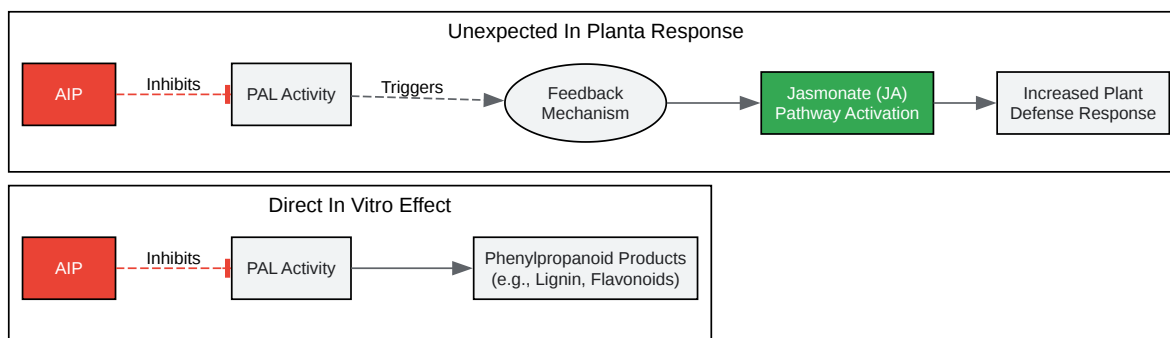 Unexpected In Planta Response
AIP
Inhibits
PAL Activity
Triggers
Feedback
Mechanism
Jasmonate (JA)
Pathway Activation
Increased Plant
Defense Response
Direct In Vitro Effect
AIP
Inhibits
PAL Activity
Phenylpropanoid Products
(e.g., Lignin, Flavonoids)